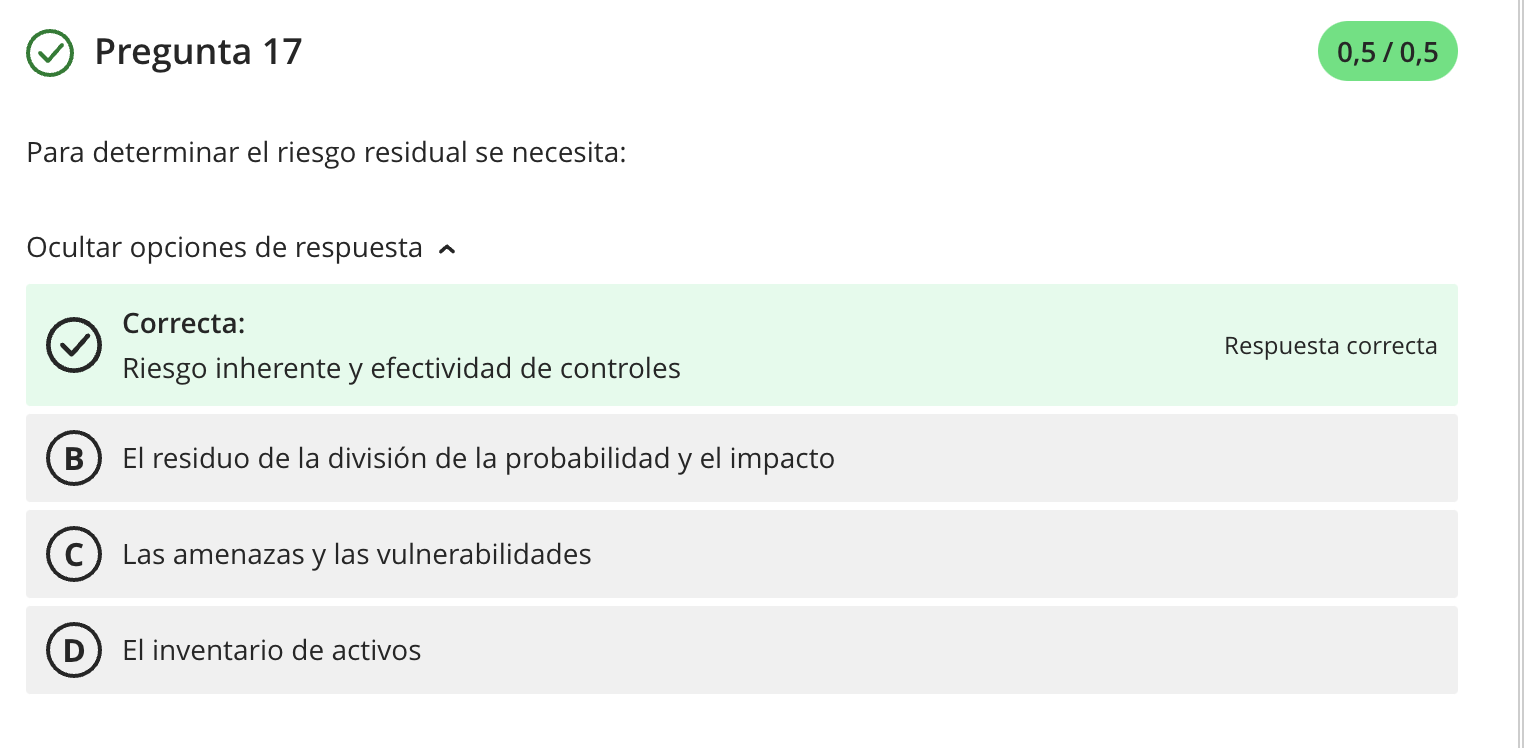 Pregunta 17
0,5 / 0,5
Para determinar el riesgo residual se necesita:
Ocultar opciones de respuesta
Correcta:
Riesgo inherente y efectividad de controles
Respuesta correcta
B El residuo de la división de la probabilidad y el impacto
C Las amenazas y las vulnerabilidades
D El inventario de activos